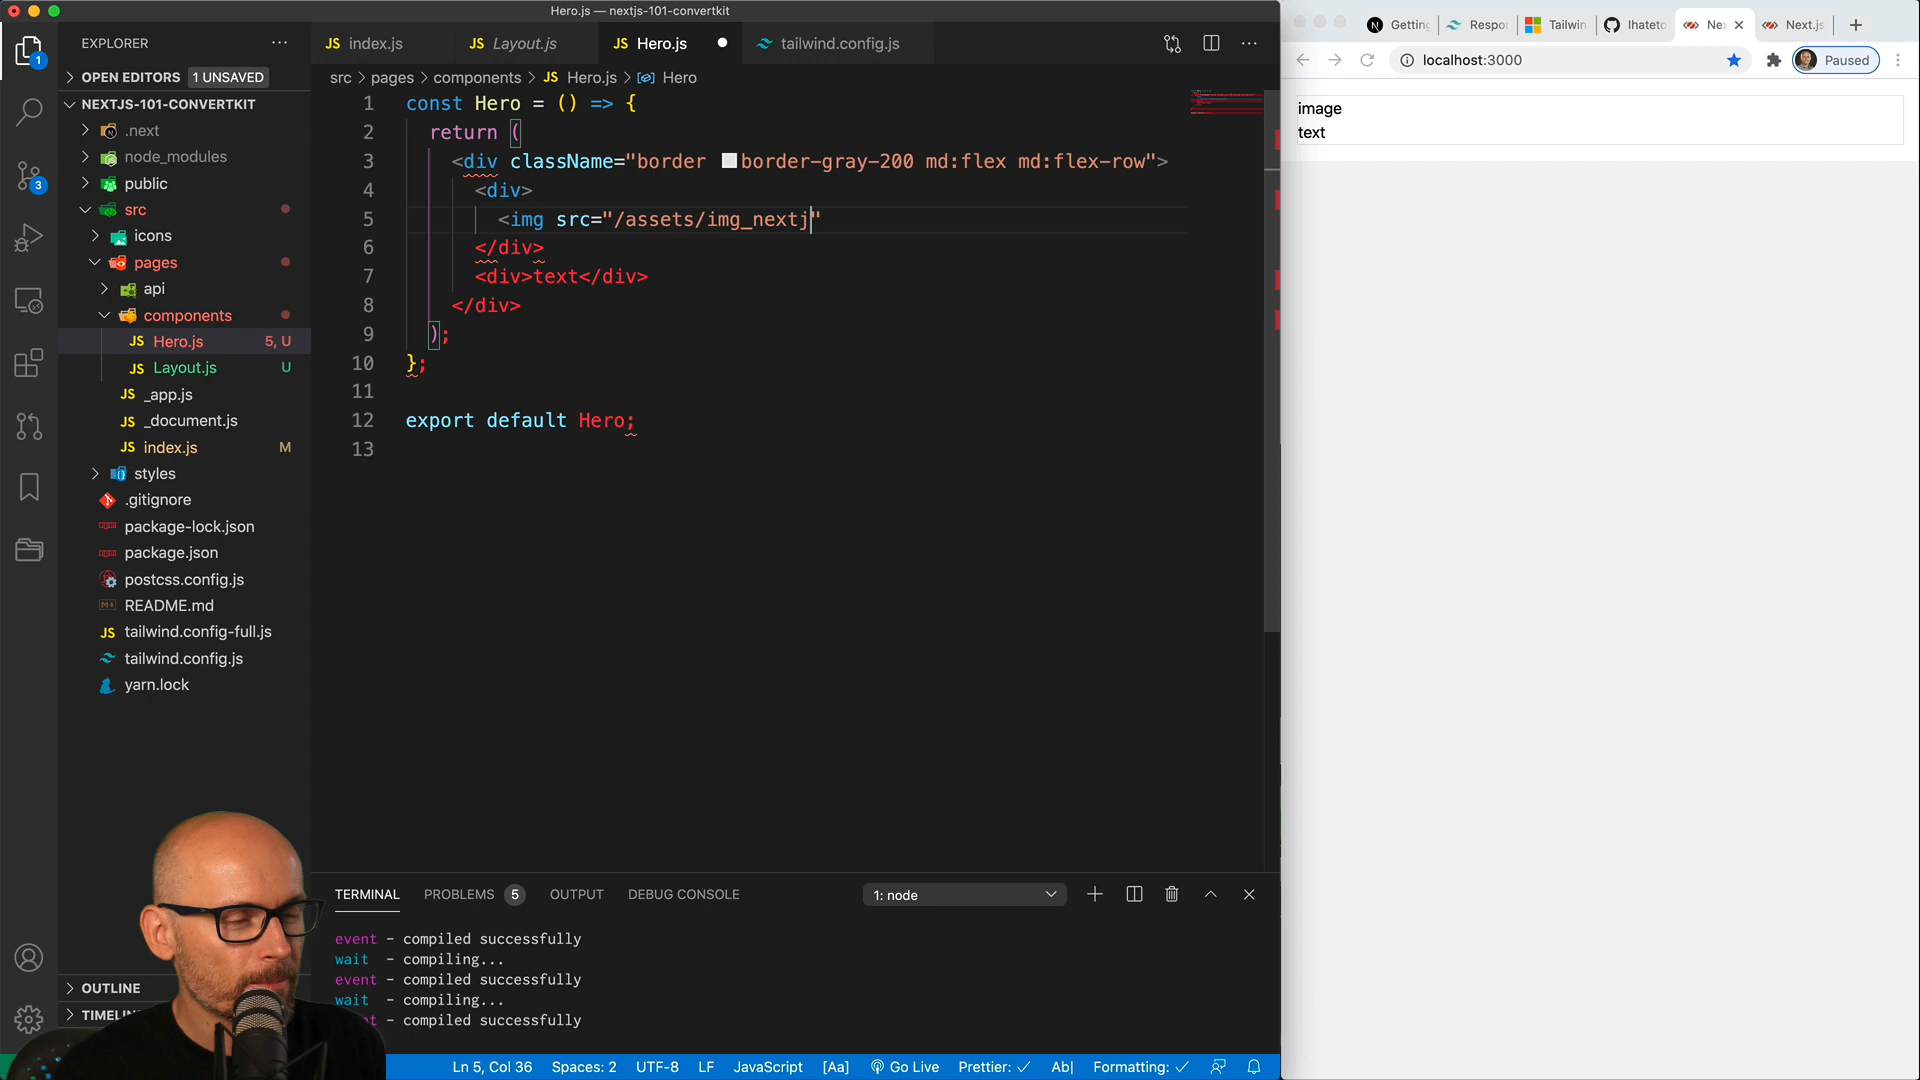 Hero.js — nextjs-101-convertkit
EXPLORER
OPEN EDITORS 1 UNSAVED
NEXTJS-101-CONVERTKIT
.next
node_modules
public
src
icons
pages
api
components
JS Hero.js 5, U
JS Layout.js U
JS _app.js
JS _document.js
JS index.js M
styles
.gitignore
package-lock.json
package.json
postcss.config.js
README.md
JS tailwind.config-full.js
tailwind.config.js
yarn.lock
OUTLINE
1
3
JS index.js
JS Layout.js
JS Hero.js
tailwind.config.js
src > pages > components > JS Hero.js > Hero
1 const Hero = () => {
2 return (
3 <div className="border border-gray-200 md:flex md:flex-row">
4 <div>
5 <img src="/assets/img_nextj"
6 </div>
7 <div>text</div>
8 </div>
9 );
10 };
11
12 export default Hero;
13
TERMINAL PROBLEMS 5 OUTPUT DEBUG CONSOLE 1: node
event - compiled successfully
wait - compiling...
event - compiled successfully
wait - compiling...
- compiled successfully
Ln 5, Col 36 Spaces: 2 UTF-8 LF JavaScript [Aa] Go Live Prettier: ✓ Ab| Formatting: ✓
Getting
Respo
Tailwin
Ihateto
Nex
Next.js
localhost:3000
Paused
image
text